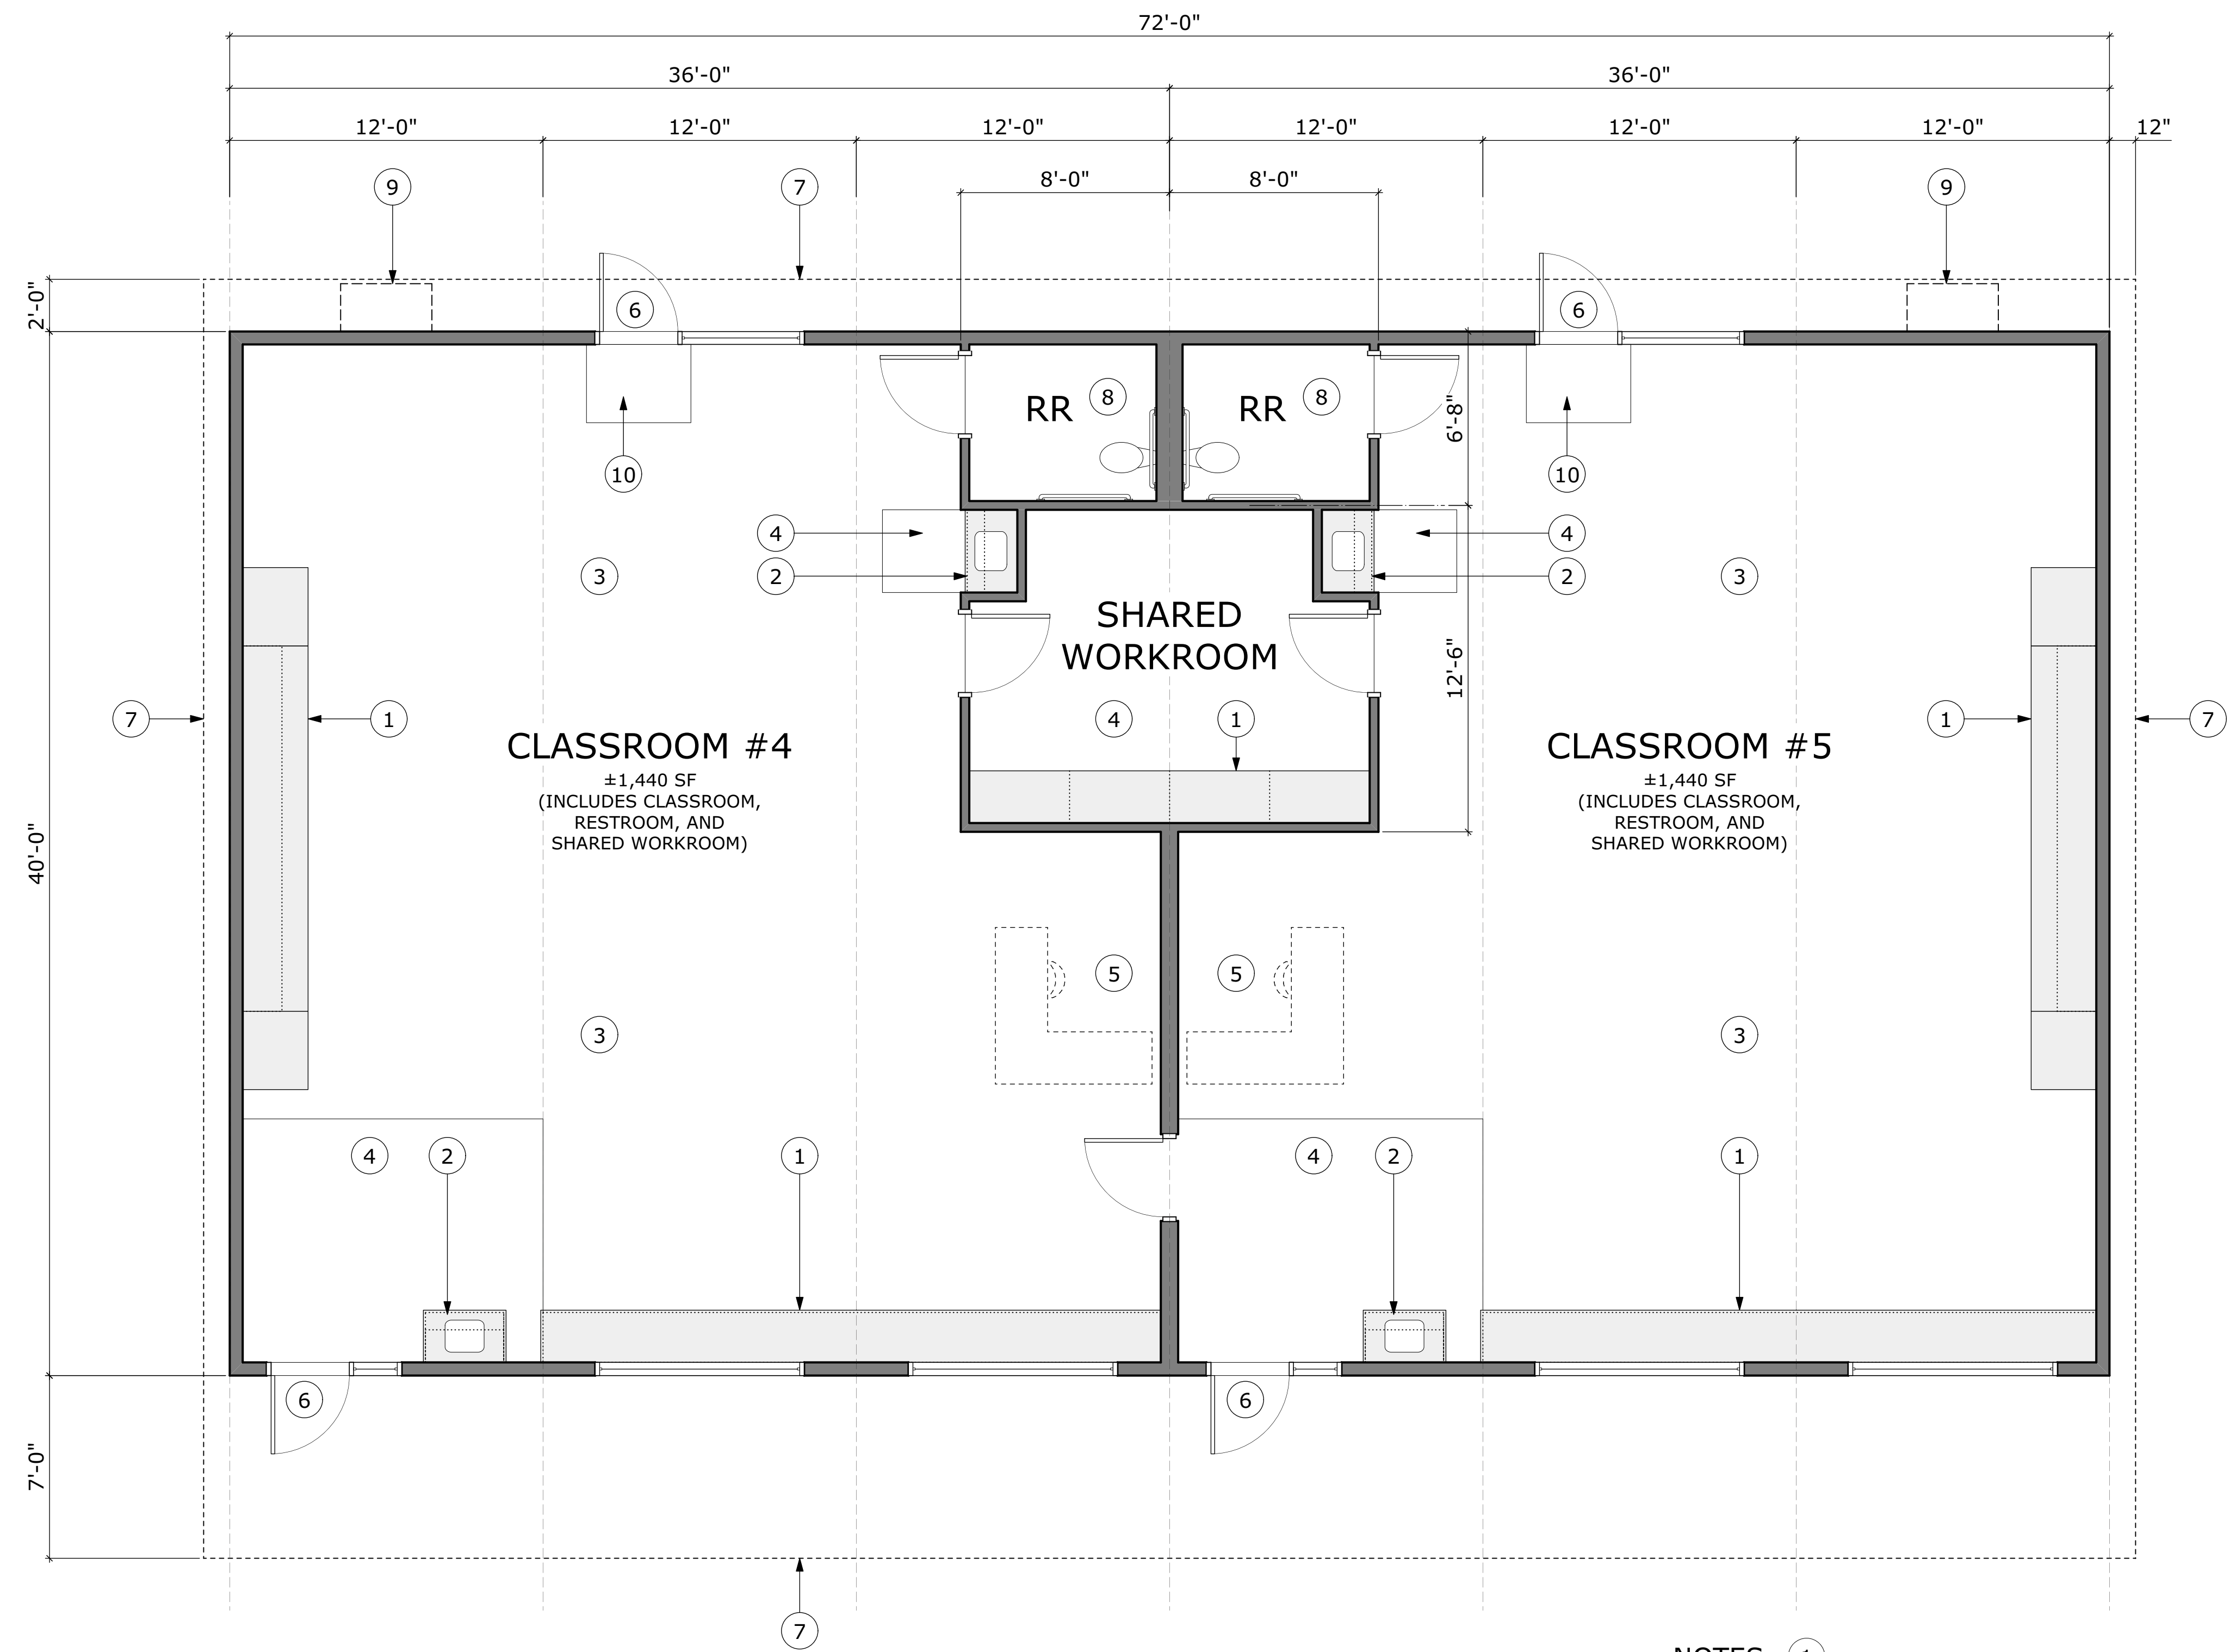 72'-0"
36'-0" 36'-0"
12'-0" 12'-0" 12'-0" 12'-0" 12'-0" 12'-0" 12"
8'-0" 8'-0"
9 7 9
2'-0" 6 6
RR 8 RR 8
6'-8"
10 10
4 4
3 2 2 3
SHARED
WORKROOM
12'-6"
7 1 4 1 1 7
CLASSROOM #4 CLASSROOM #5
±1,440 SF ±1,440 SF
(INCLUDES CLASSROOM, (INCLUDES CLASSROOM,
RESTROOM, AND RESTROOM, AND
SHARED WORKROOM) SHARED WORKROOM)
40'-0"
5 5
3 3
4 2 1 4 2 1
6 6
7'-0"
7